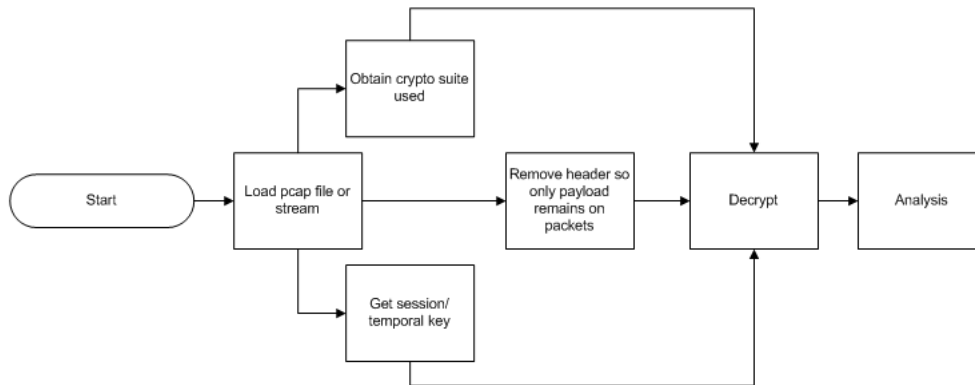 Obtain crypto suite
used
Start
Load pcap file or
stream
Remove header so
only payload
remains on
packets
Decrypt
Analysis
Get session/
temporal key